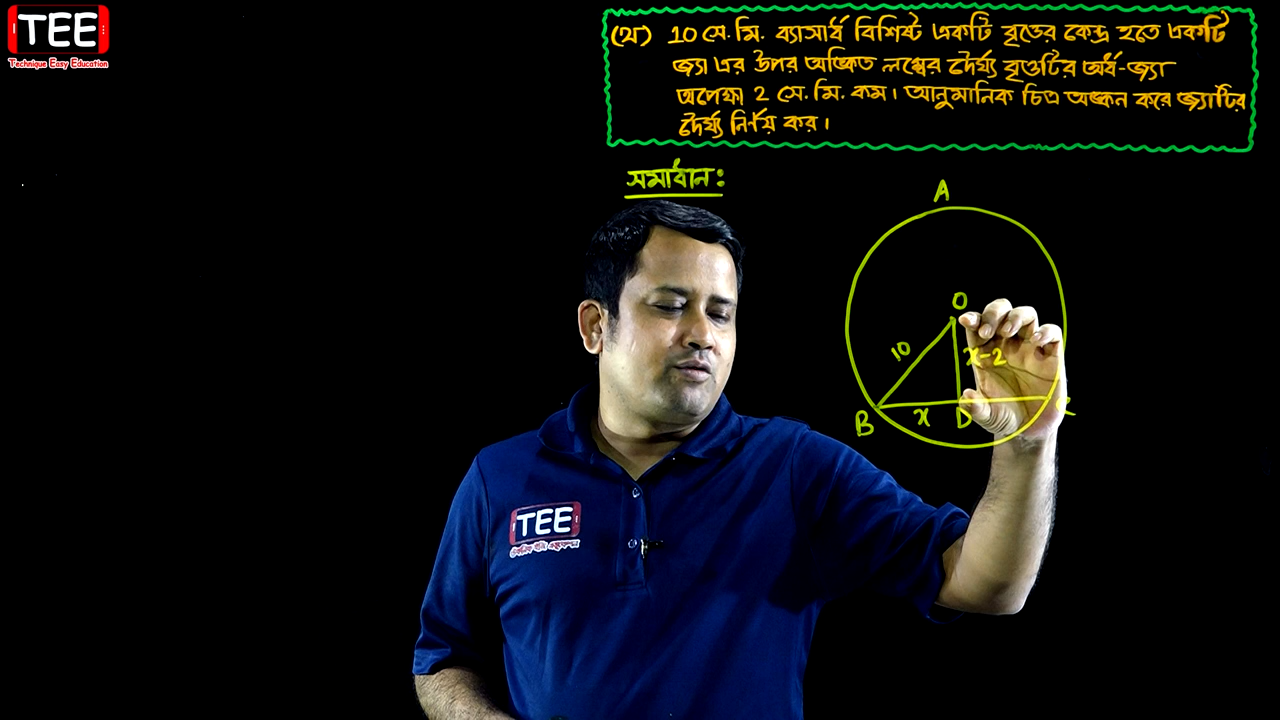 TEE
Technique Easy Education
(থ) 10 সে. মি. ব্যাসার্ধ বিশিষ্ট একটি বৃত্তের কেন্দ্র হতে একটি
জ্যা এর উপর অঙ্কিত লম্বের দৈর্ঘ্য বৃত্তটির অর্ধ-জ্যা
অপেক্ষা 2 সে. মি. কম। আনুমানিক চিত্র অঙ্কন করে জ্যাটির
দৈর্ঘ্য নির্ণয় কর।
সমাধান:
A
O
10
x-2
B
x
D
TEE